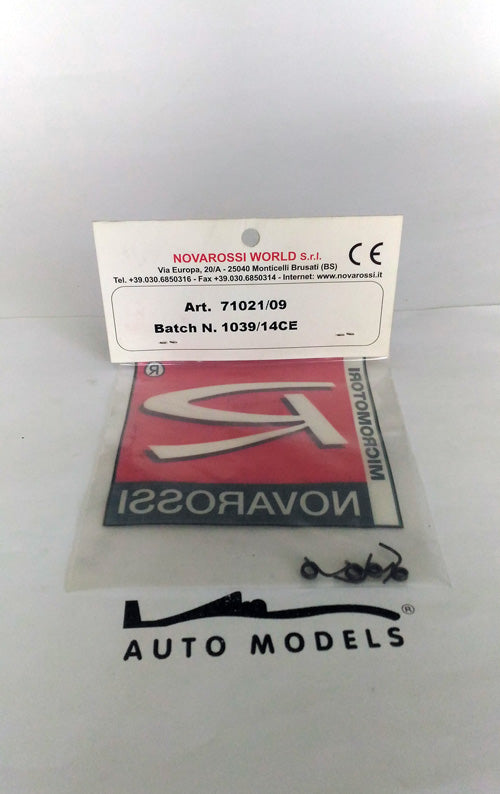 NOVAROSSI WORLD S.r.l.
CE
Via Europa, 20/A - 25040 Monticelli Brusati (BS)
Tel. +39.030.6850316 - Fax +39.030.6850314 - Internet: www.novarossi.it
Art. 71021/09
Batch N. 1039/14CE
®
MICROMOTORI
NOVAROSSI
®
AUTO MODELS